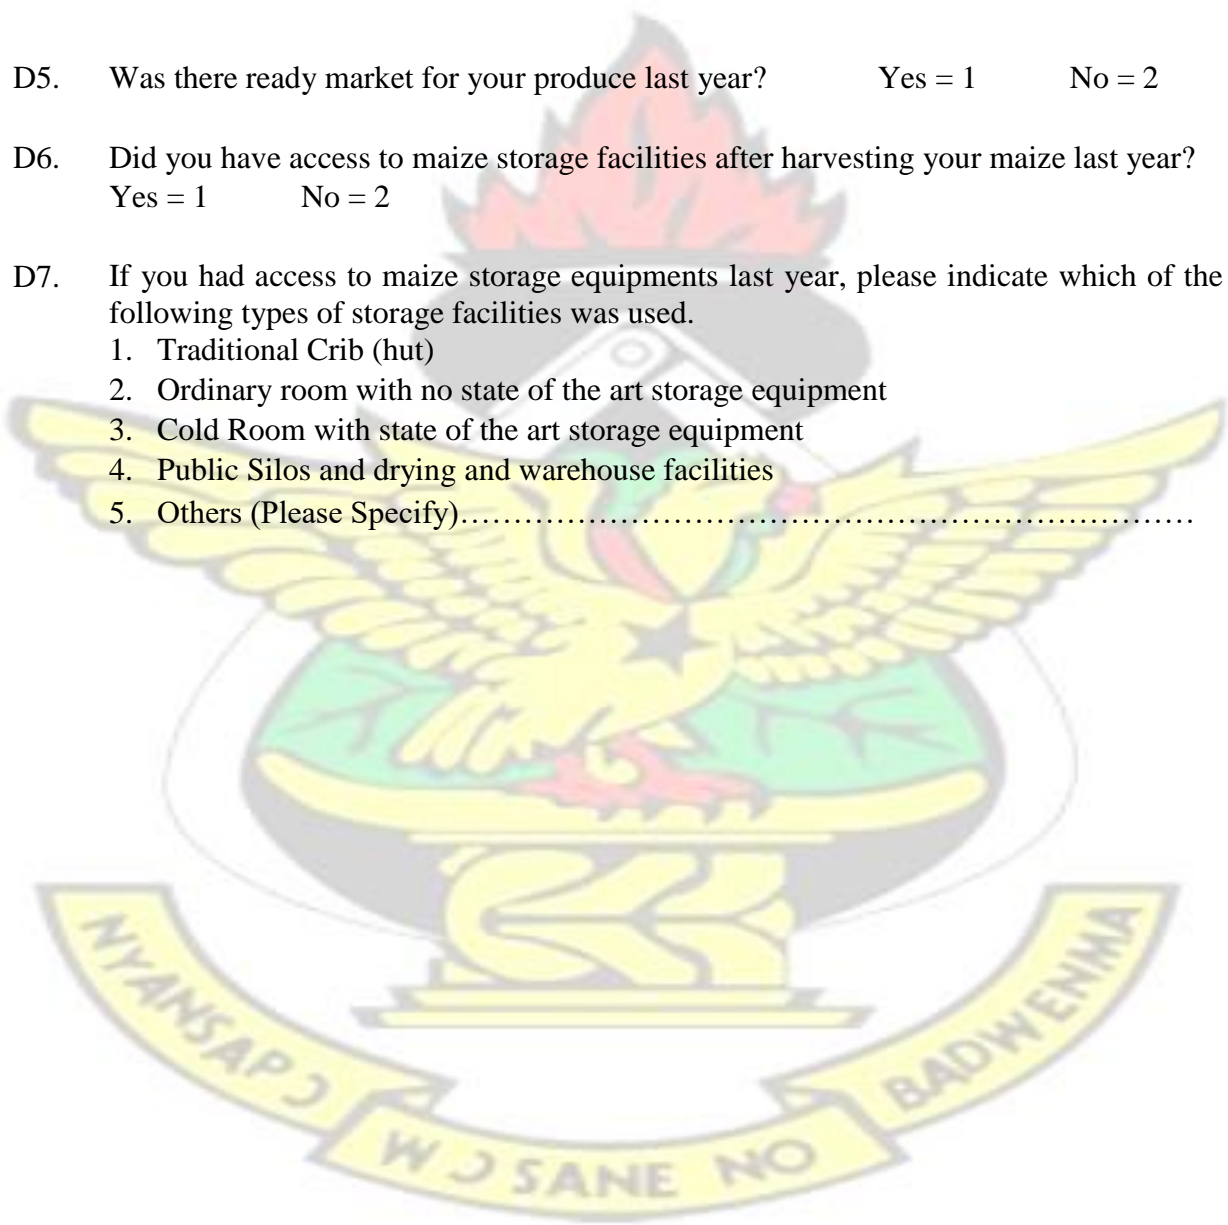 D5. Was there ready market for your produce last year? Yes = 1 No = 2
D6. Did you have access to maize storage facilities after harvesting your maize last year?
Yes = 1 No = 2
D7. If you had access to maize storage equipments last year, please indicate which of the
following types of storage facilities was used.
1. Traditional Crib (hut)
2. Ordinary room with no state of the art storage equipment
3. Cold Room with state of the art storage equipment
4. Public Silos and drying and warehouse facilities
5. Others (Please Specify)……………………………………………………………
NYANSAPƆ
WƆSANE NO
BADWENMA